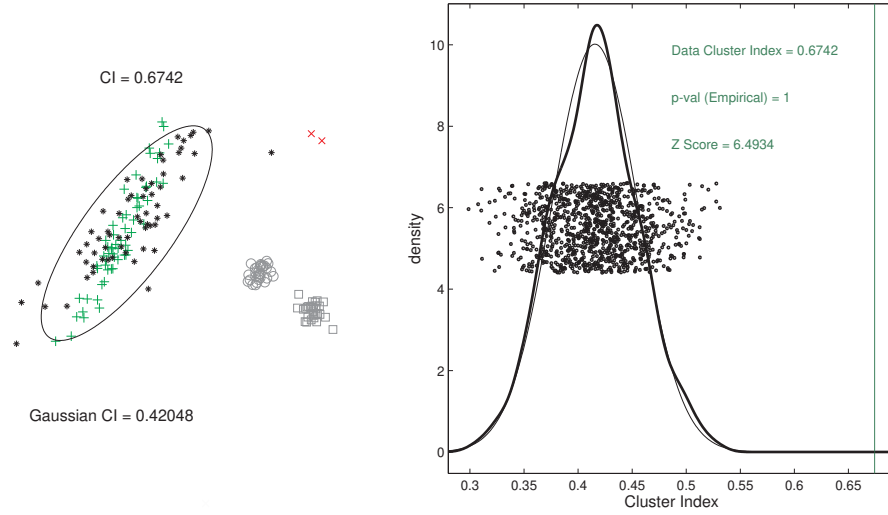 CI = 0.6742
Gaussian CI = 0.42048
density
10
8
6
4
2
0
Data Cluster Index = 0.6742
p-val (Empirical) = 1
Z Score = 6.4934
0.3 0.35 0.4 0.45 0.5 0.55 0.6 0.65
Cluster Index